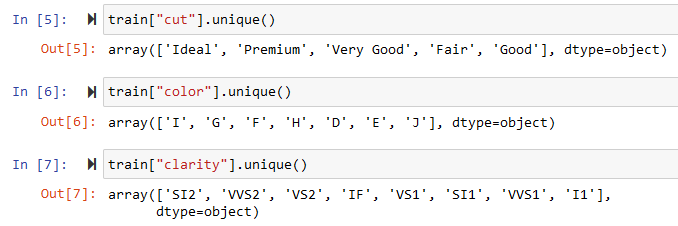 In [5]: train["cut"].unique()
Out[5]: array(['Ideal', 'Premium', 'Very Good', 'Fair', 'Good'], dtype=object)
In [6]: train["color"].unique()
Out[6]: array(['I', 'G', 'F', 'H', 'D', 'E', 'J'], dtype=object)
In [7]: train["clarity"].unique()
Out[7]: array(['SI2', 'VVS2', 'VS2', 'IF', 'VS1', 'SI1', 'VVS1', 'I1'],
dtype=object)